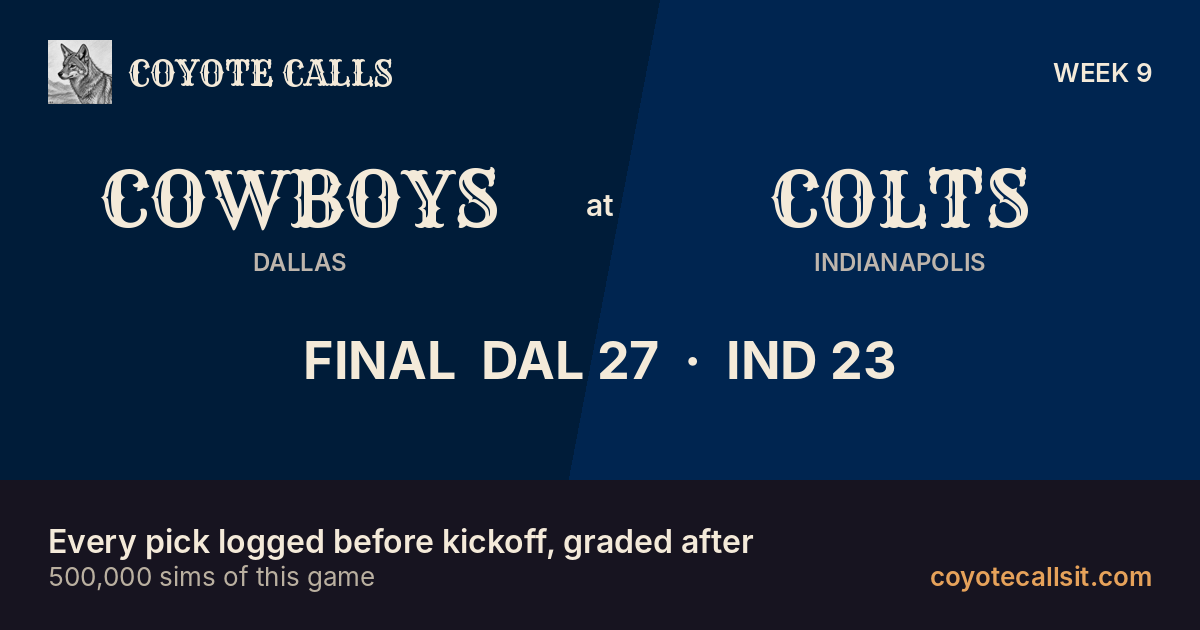 COYOTE CALLS
WEEK 9
COWBOYS at COLTS
DALLAS INDIANAPOLIS
FINAL DAL 27 · IND 23
Every pick logged before kickoff, graded after
500,000 sims of this game
coyotecallsit.com